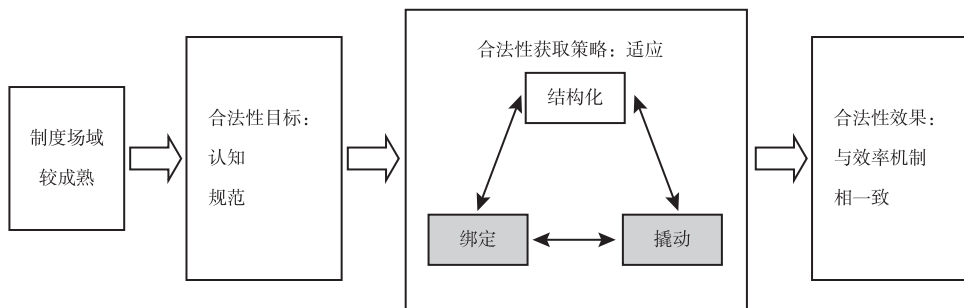 制度场域
较成熟
合法性目标：
认知
规范
合法性获取策略：适应
结构化
绑定
撬动
合法性效果：
与效率机制
相一致